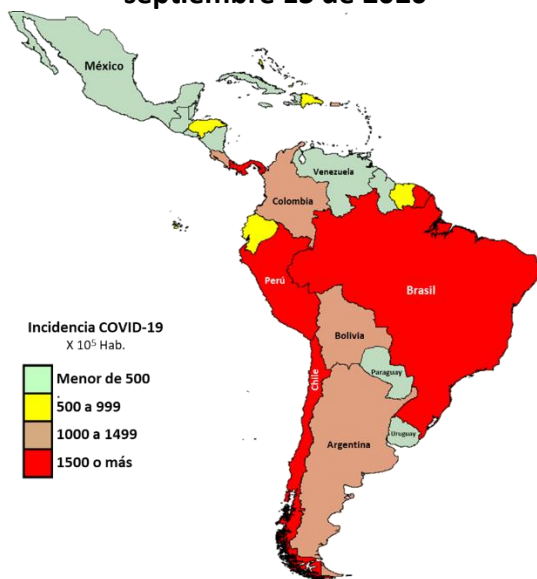 septiembre 15 de 2020
México
Venezuela
Colombia
Perú
Brasil
Bolivia
Paraguay
Chile
Uruguay
Argentina
Incidencia COVID-19
X 10⁵ Hab.
Menor de 500
500 a 999
1000 a 1499
1500 o más